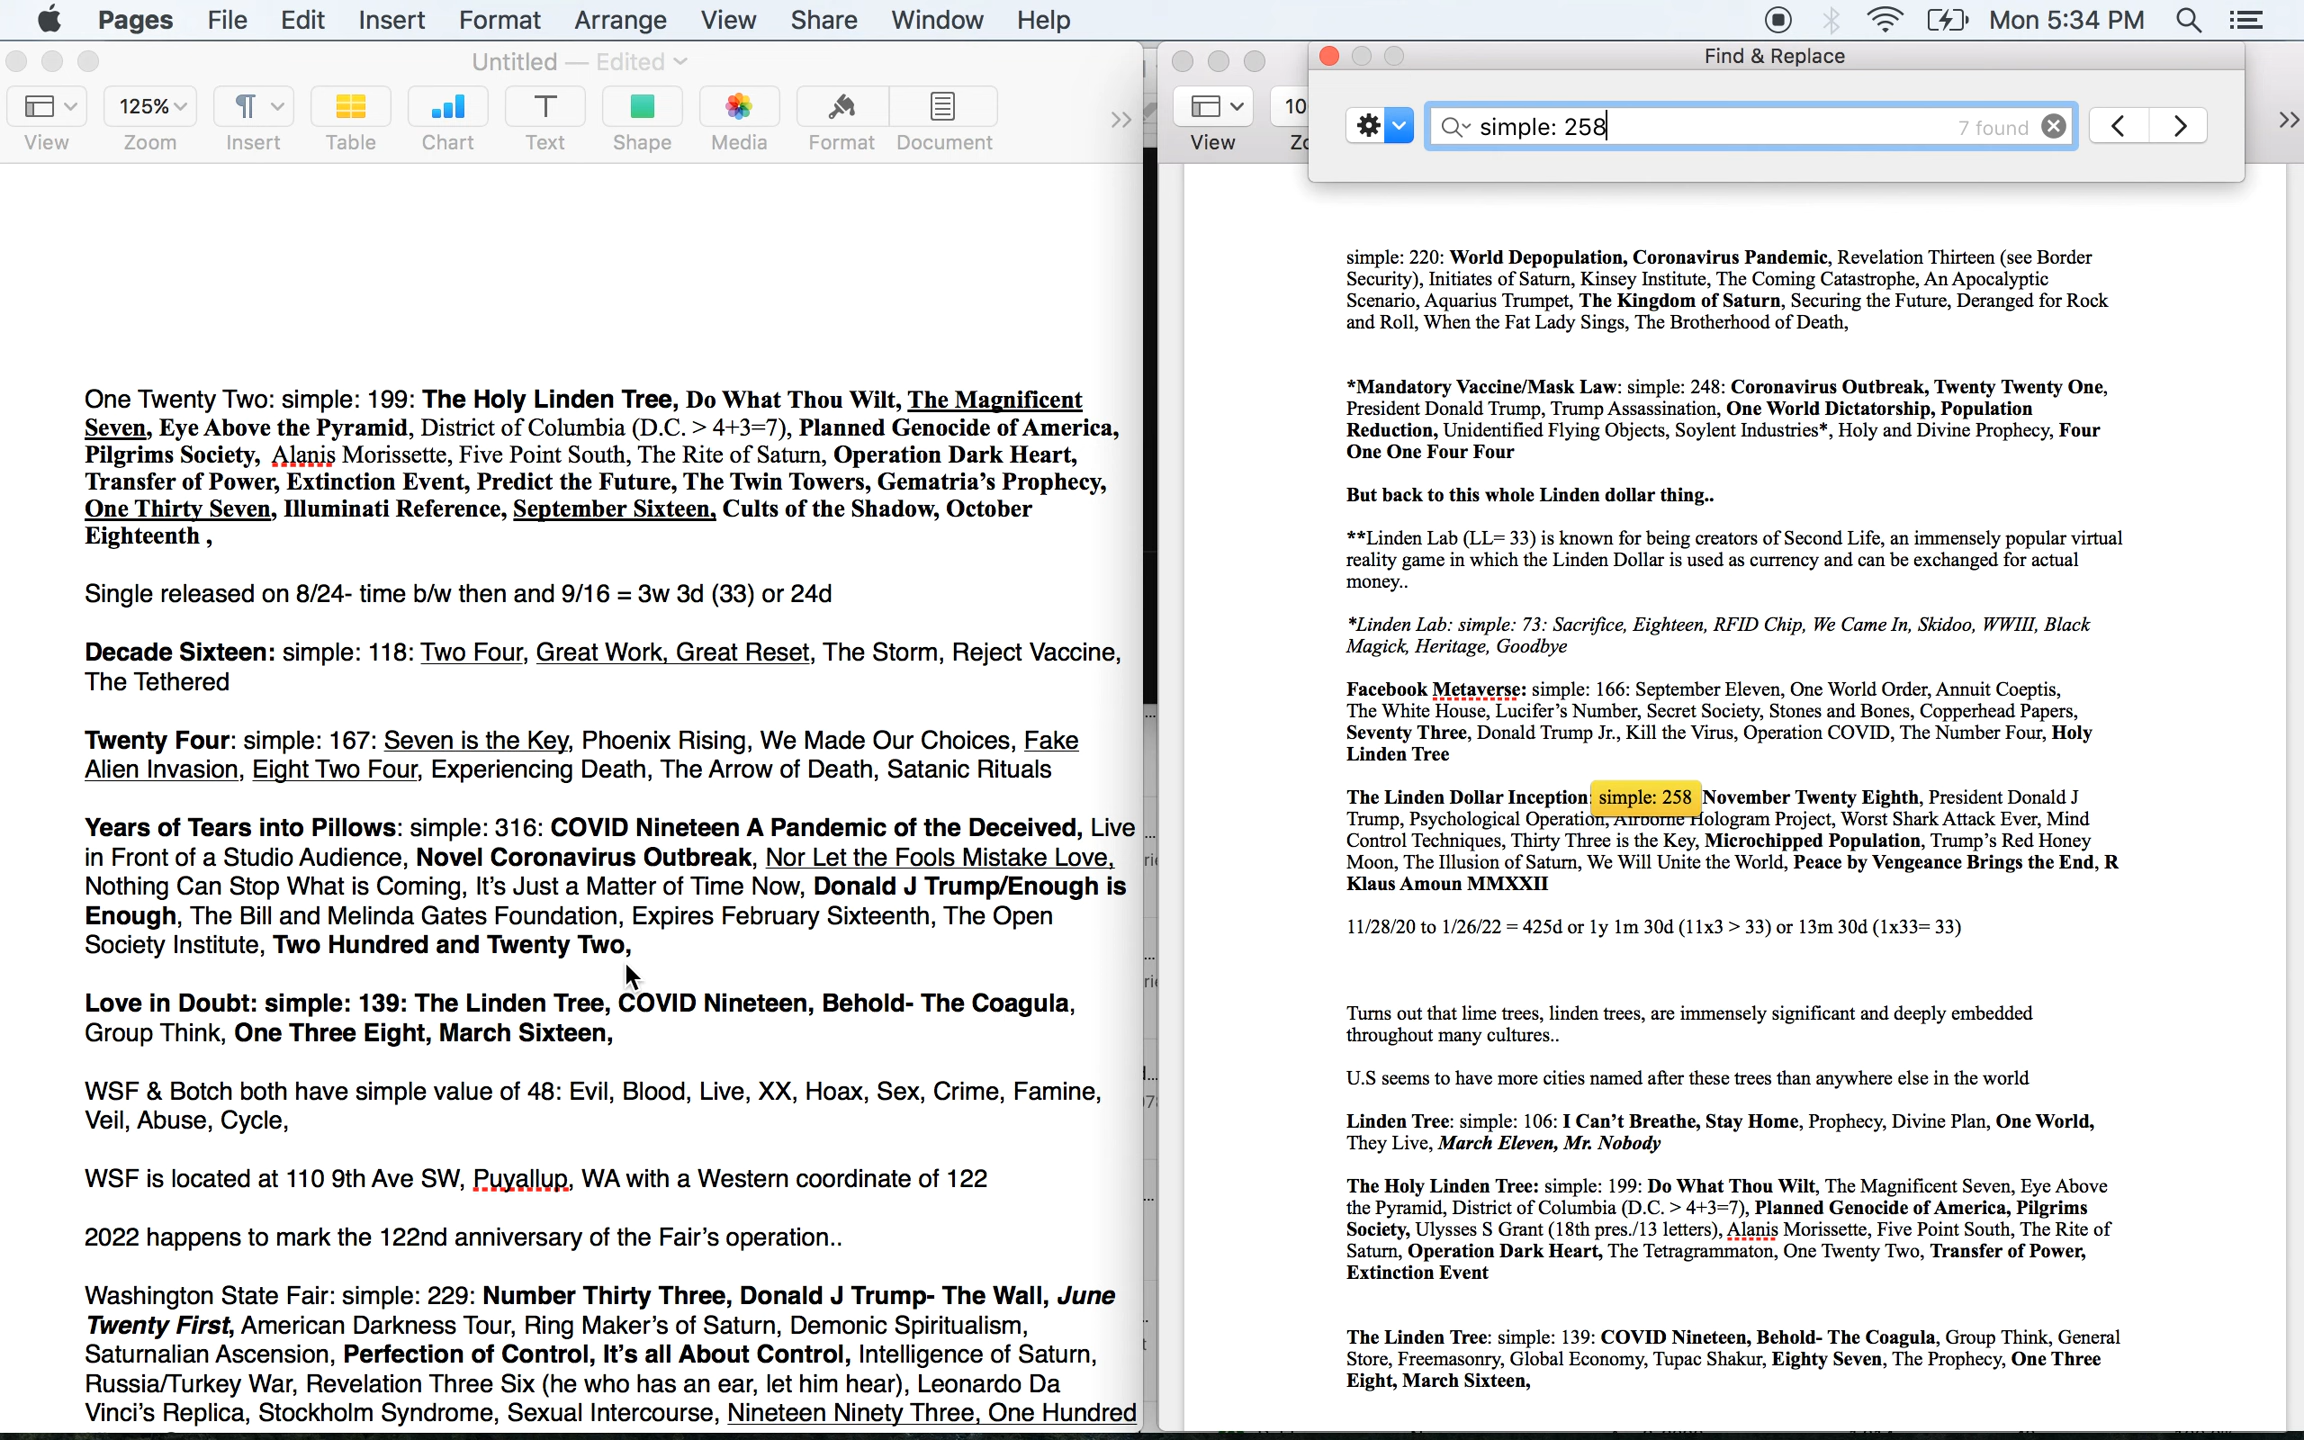 Pages File Edit Insert Format Arrange View Share Window Help Mon 5:34 PM
Untitled — Edited
125%
View Zoom Insert Table Chart Text Shape Media Format Document
One Twenty Two: simple: 199: The Holy Linden Tree, Do What Thou Wilt, The Magnificent
Seven, Eye Above the Pyramid, District of Columbia (D.C. > 4+3=7), Planned Genocide of America,
Pilgrims Society, Alanis Morissette, Five Point South, The Rite of Saturn, Operation Dark Heart,
Transfer of Power, Extinction Event, Predict the Future, The Twin Towers, Gematria's Prophecy,
One Thirty Seven, Illuminati Reference, September Sixteen, Cults of the Shadow, October
Eighteenth ,
Single released on 8/24- time b/w then and 9/16 = 3w 3d (33) or 24d
Decade Sixteen: simple: 118: Two Four, Great Work, Great Reset, The Storm, Reject Vaccine,
The Tethered
Twenty Four: simple: 167: Seven is the Key, Phoenix Rising, We Made Our Choices, Fake
Alien Invasion, Eight Two Four, Experiencing Death, The Arrow of Death, Satanic Rituals
Years of Tears into Pillows: simple: 316: COVID Nineteen A Pandemic of the Deceived, Live
in Front of a Studio Audience, Novel Coronavirus Outbreak, Nor Let the Fools Mistake Love,
Nothing Can Stop What is Coming, It's Just a Matter of Time Now, Donald J Trump/Enough is
Enough, The Bill and Melinda Gates Foundation, Expires February Sixteenth, The Open
Society Institute, Two Hundred and Twenty Two,
Love in Doubt: simple: 139: The Linden Tree, COVID Nineteen, Behold- The Coagula,
Group Think, One Three Eight, March Sixteen,
WSF & Botch both have simple value of 48: Evil, Blood, Live, XX, Hoax, Sex, Crime, Famine,
Veil, Abuse, Cycle,
WSF is located at 110 9th Ave SW, Puyallup, WA with a Western coordinate of 122
2022 happens to mark the 122nd anniversary of the Fair's operation..
Washington State Fair: simple: 229: Number Thirty Three, Donald J Trump- The Wall, June
Twenty First, American Darkness Tour, Ring Maker's of Saturn, Demonic Spiritualism,
Saturnalian Ascension, Perfection of Control, It's all About Control, Intelligence of Saturn,
Russia/Turkey War, Revelation Three Six (he who has an ear, let him hear), Leonardo Da
Vinci's Replica, Stockholm Syndrome, Sexual Intercourse, Nineteen Ninety Three, One Hundred
View
Find & Replace
simple: 258 7 found
simple: 220: World Depopulation, Coronavirus Pandemic, Revelation Thirteen (see Border
Security), Initiates of Saturn, Kinsey Institute, The Coming Catastrophe, An Apocalyptic
Scenario, Aquarius Trumpet, The Kingdom of Saturn, Securing the Future, Deranged for Rock
and Roll, When the Fat Lady Sings, The Brotherhood of Death,
*Mandatory Vaccine/Mask Law: simple: 248: Coronavirus Outbreak, Twenty Twenty One,
President Donald Trump, Trump Assassination, One World Dictatorship, Population
Reduction, Unidentified Flying Objects, Soylent Industries*, Holy and Divine Prophecy, Four
One One Four Four
But back to this whole Linden dollar thing..
**Linden Lab (LL= 33) is known for being creators of Second Life, an immensely popular virtual
reality game in which the Linden Dollar is used as currency and can be exchanged for actual
money..
*Linden Lab: simple: 73: Sacrifice, Eighteen, RFID Chip, We Came In, Skidoo, WWIII, Black
Magick, Heritage, Goodbye
Facebook Metaverse: simple: 166: September Eleven, One World Order, Annuit Coeptis,
The White House, Lucifer's Number, Secret Society, Stones and Bones, Copperhead Papers,
Seventy Three, Donald Trump Jr., Kill the Virus, Operation COVID, The Number Four, Holy
Linden Tree
The Linden Dollar Inception: simple: 258 November Twenty Eighth, President Donald J
Trump, Psychological Operation, Airborne Hologram Project, Worst Shark Attack Ever, Mind
Control Techniques, Thirty Three is the Key, Microchipped Population, Trump's Red Honey
Moon, The Illusion of Saturn, We Will Unite the World, Peace by Vengeance Brings the End, R
Klaus Amoun MMXXII
11/28/20 to 1/26/22 = 425d or 1y 1m 30d (11x3 > 33) or 13m 30d (1x33= 33)
Turns out that lime trees, linden trees, are immensely significant and deeply embedded
throughout many cultures..
U.S seems to have more cities named after these trees than anywhere else in the world
Linden Tree: simple: 106: I Can't Breathe, Stay Home, Prophecy, Divine Plan, One World,
They Live, March Eleven, Mr. Nobody
The Holy Linden Tree: simple: 199: Do What Thou Wilt, The Magnificent Seven, Eye Above
the Pyramid, District of Columbia (D.C. > 4+3=7), Planned Genocide of America, Pilgrims
Society, Ulysses S Grant (18th pres./13 letters), Alanis Morissette, Five Point South, The Rite of
Saturn, Operation Dark Heart, The Tetragrammaton, One Twenty Two, Transfer of Power,
Extinction Event
The Linden Tree: simple: 139: COVID Nineteen, Behold- The Coagula, Group Think, General
Store, Freemasonry, Global Economy, Tupac Shakur, Eighty Seven, The Prophecy, One Three
Eight, March Sixteen,